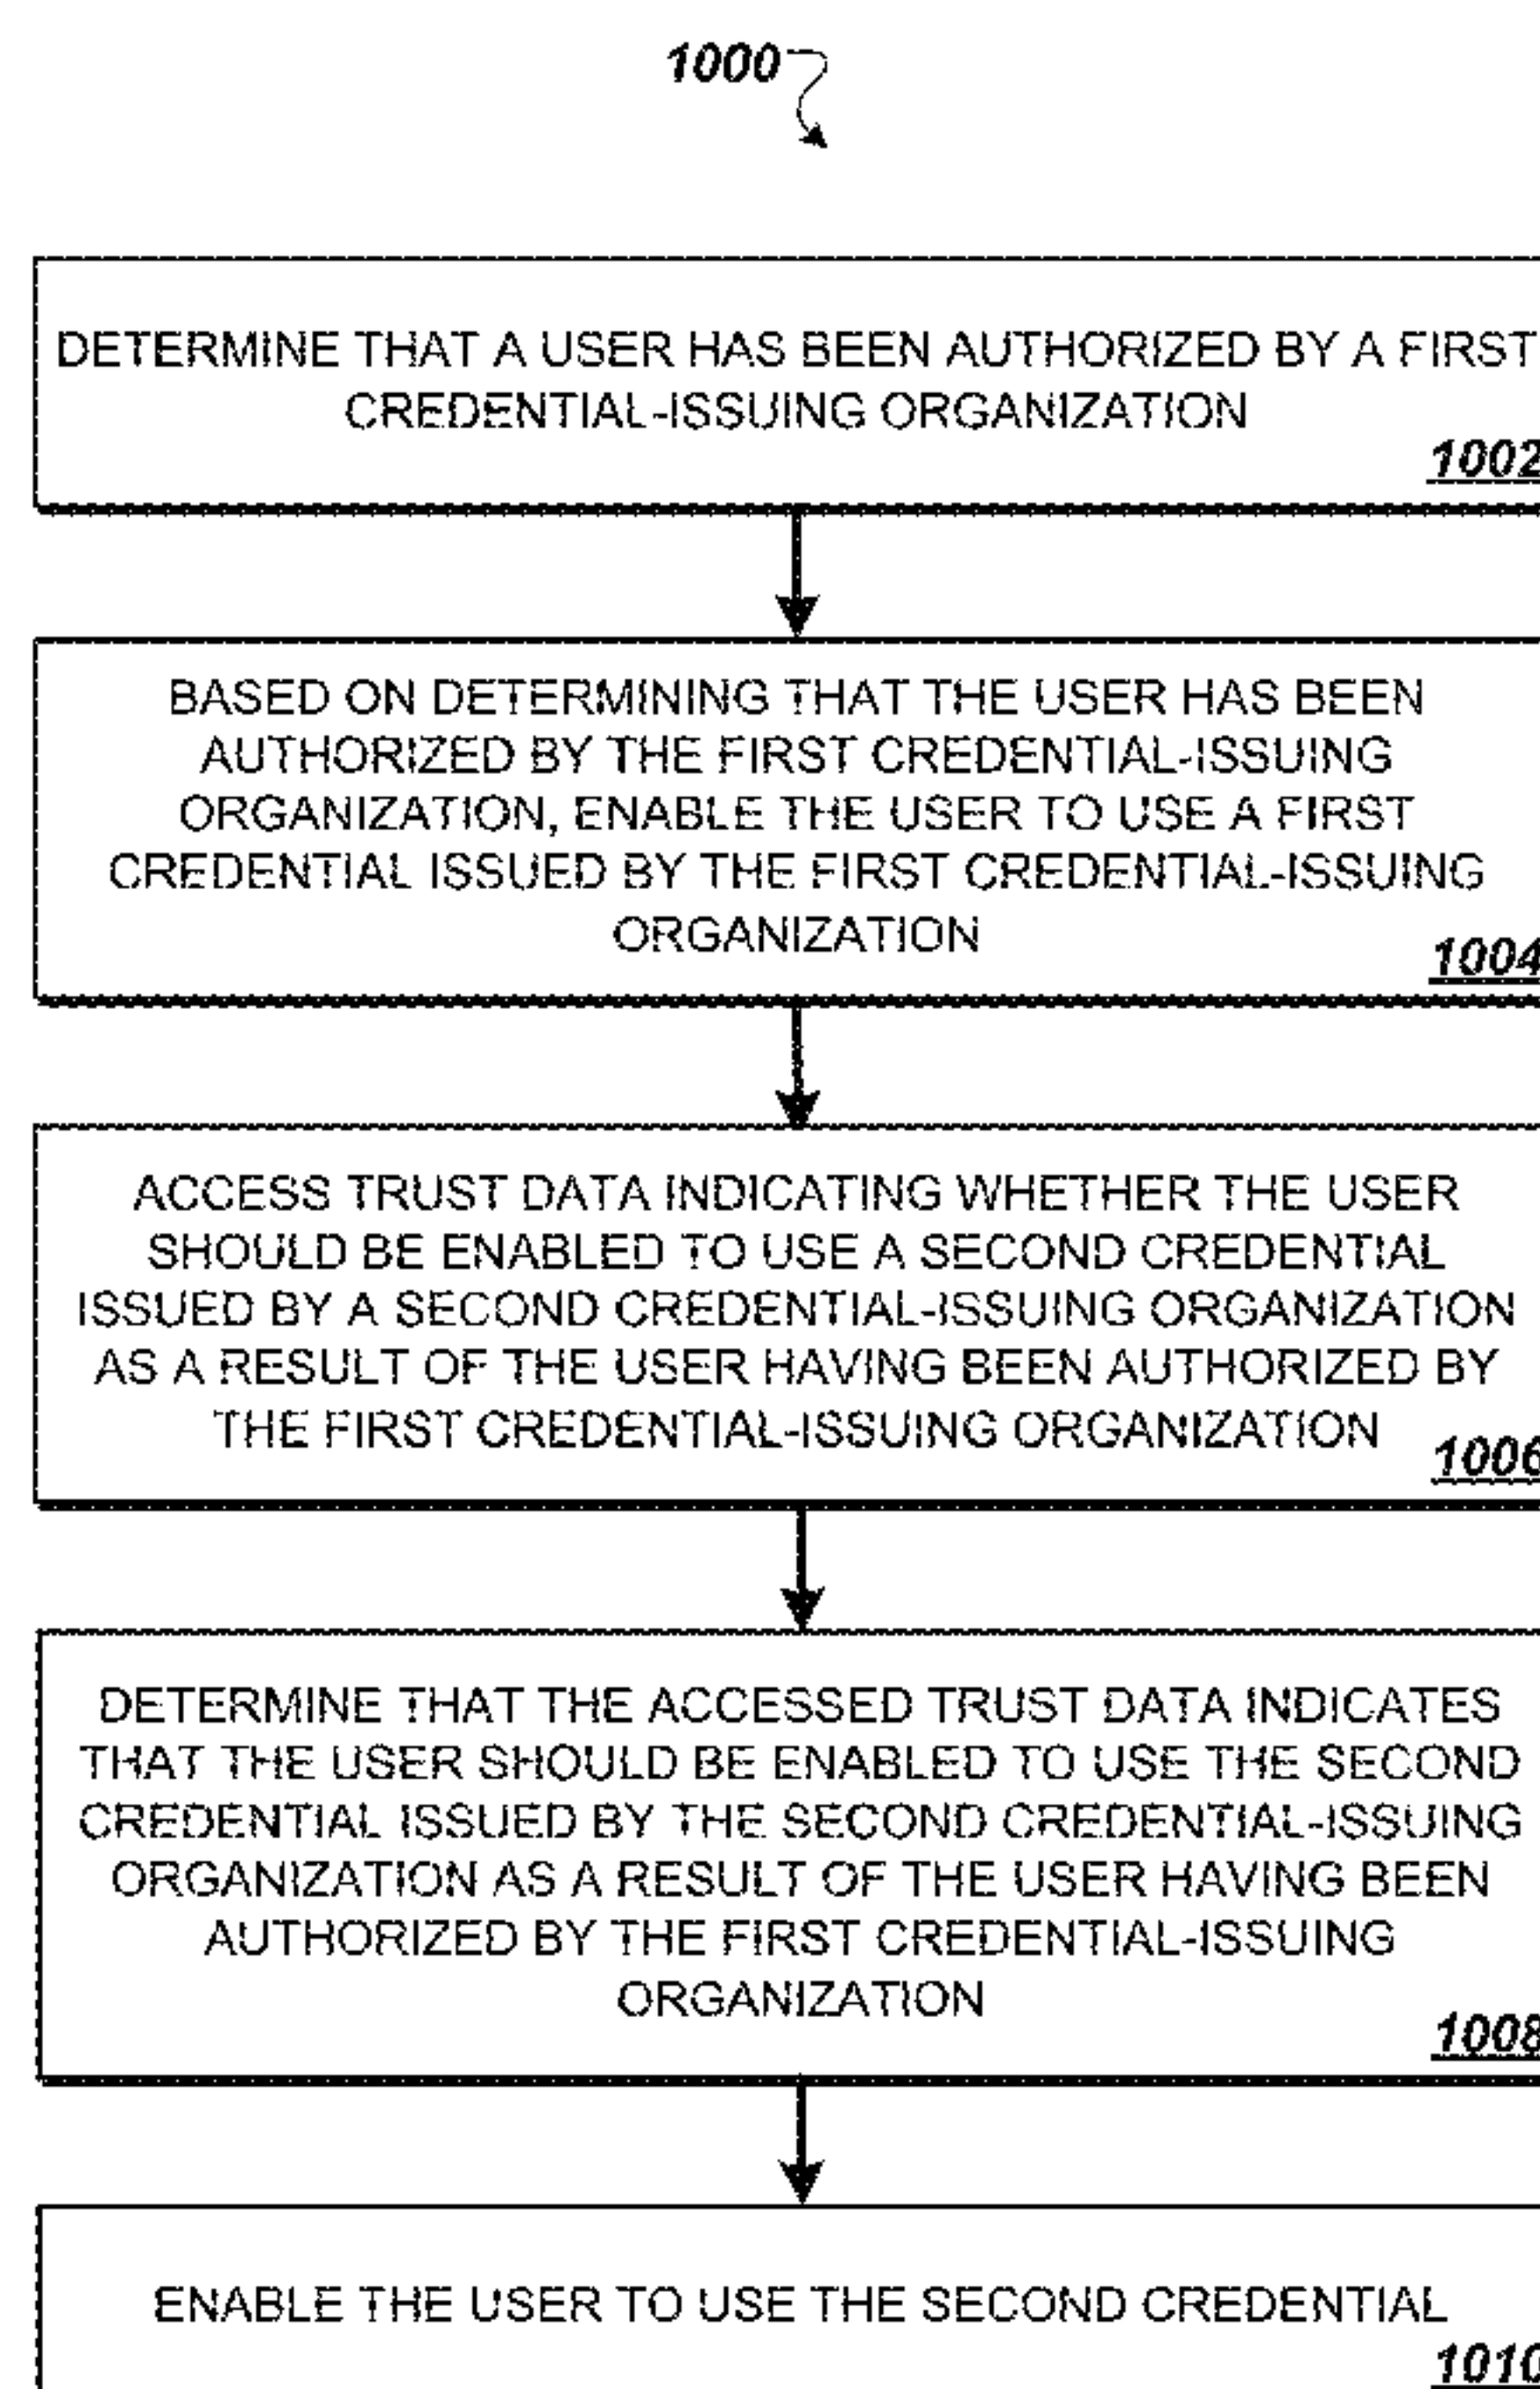 1000
DETERMINE THAT A USER HAS BEEN AUTHORIZED BY A FIRST
CREDENTIAL-ISSUING ORGANIZATION
1002
BASED ON DETERMINING THAT THE USER HAS BEEN
AUTHORIZED BY THE FIRST CREDENTIAL-ISSUING
ORGANIZATION, ENABLE THE USER TO USE A FIRST
CREDENTIAL ISSUED BY THE FIRST CREDENTIAL-ISSUING
ORGANIZATION
1004
ACCESS TRUST DATA INDICATING WHETHER THE USER
SHOULD BE ENABLED TO USE A SECOND CREDENTIAL
ISSUED BY A SECOND CREDENTIAL-ISSUING ORGANIZATION
AS A RESULT OF THE USER HAVING BEEN AUTHORIZED BY
THE FIRST CREDENTIAL-ISSUING ORGANIZATION
1006
DETERMINE THAT THE ACCESSED TRUST DATA INDICATES
THAT THE USER SHOULD BE ENABLED TO USE THE SECOND
CREDENTIAL ISSUED BY THE SECOND CREDENTIAL-ISSUING
ORGANIZATION AS A RESULT OF THE USER HAVING BEEN
AUTHORIZED BY THE FIRST CREDENTIAL-ISSUING
ORGANIZATION
1008
ENABLE THE USER TO USE THE SECOND CREDENTIAL
1010